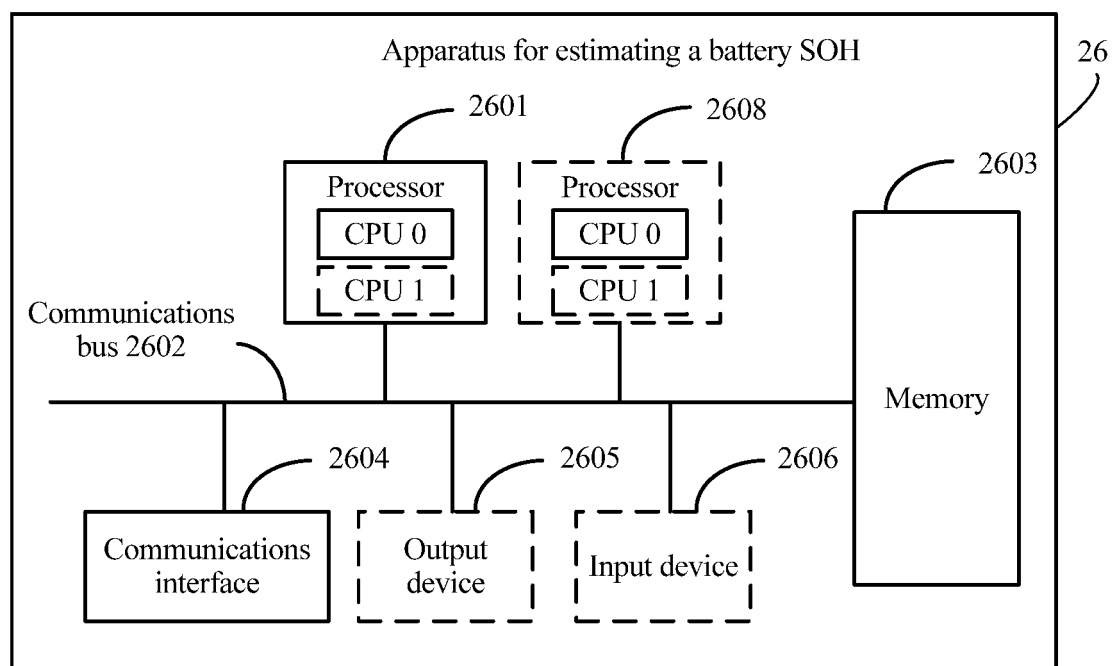 Apparatus for estimating a battery SOH
26
2601
2608
2603
Processor
CPU 0
CPU 1
Processor
CPU 0
CPU 1
Communications
bus 2602
Memory
2604
2605
2606
Communications
interface
Output
device
Input device